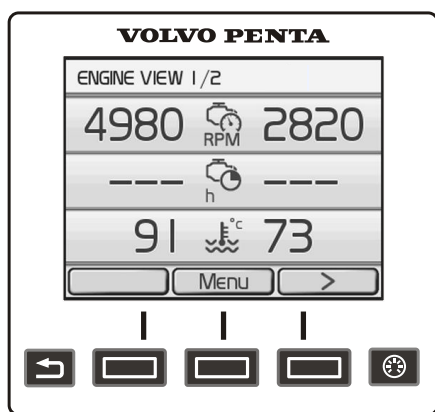 VOLVO PENTA
ENGINE VIEW 1/2
4980 RPM 2820
--- h ---
91 °C 73
Menu >